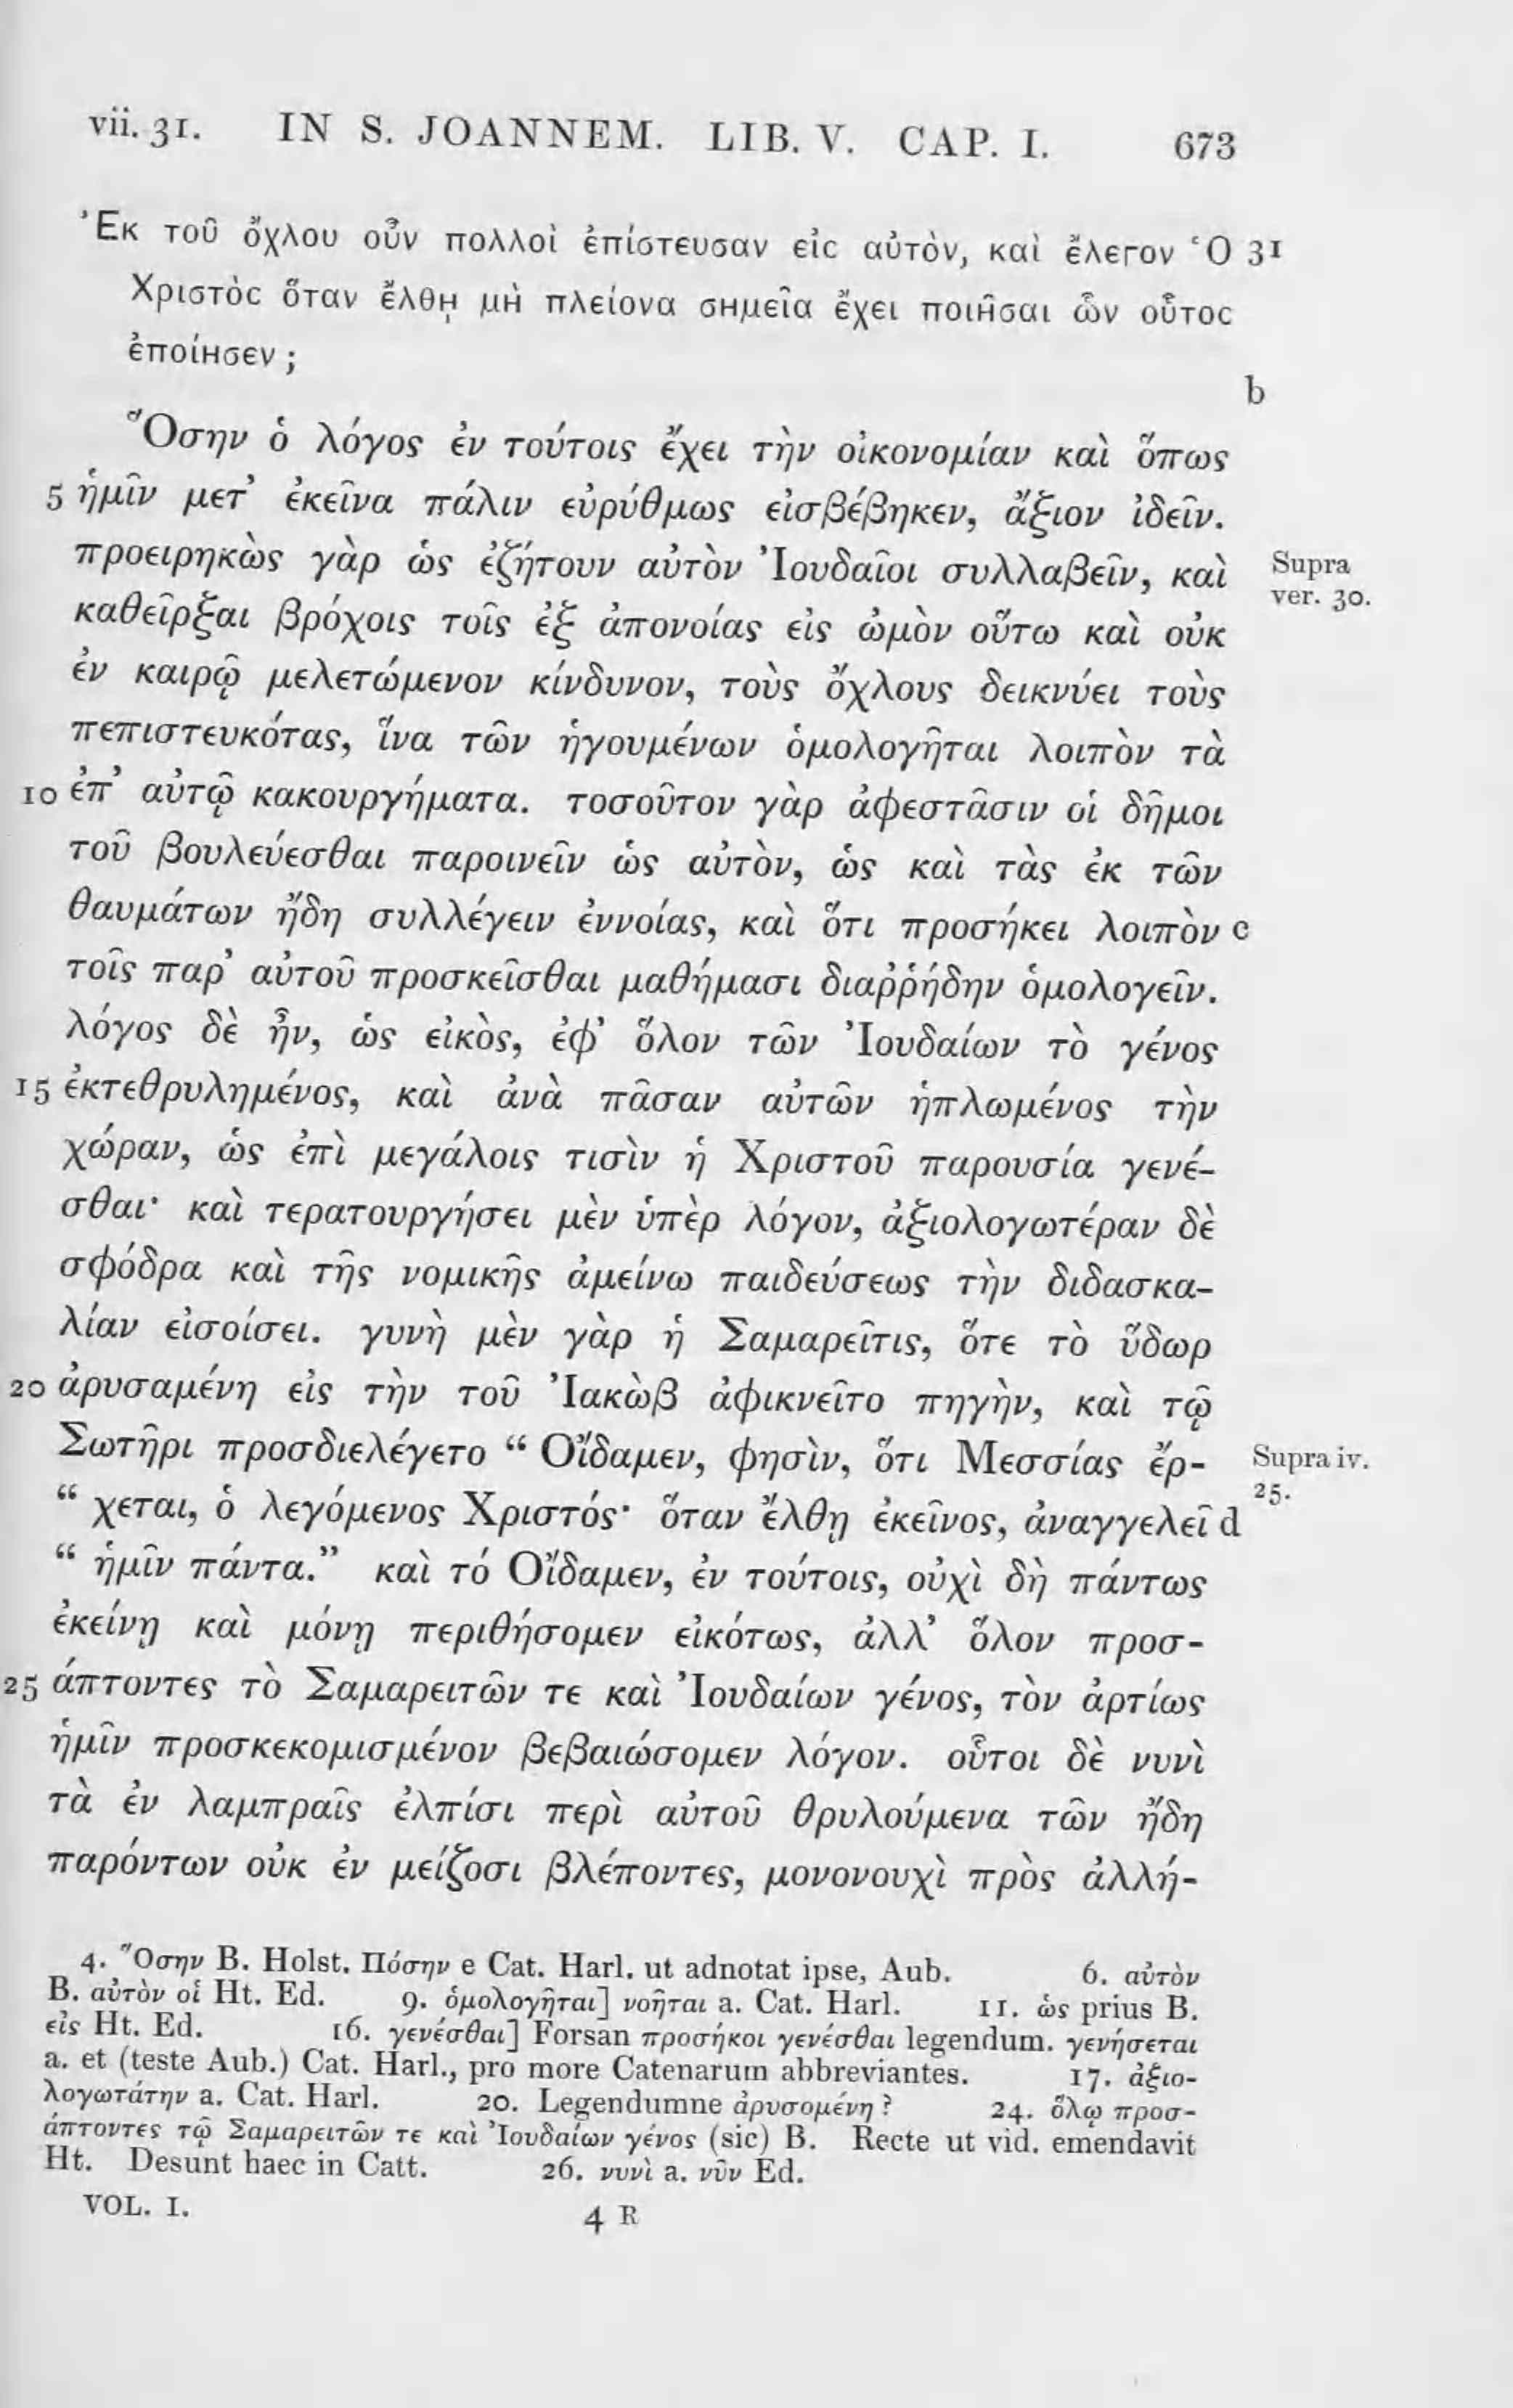 vii. 31. IN S. JOANNEM. LIB. V. CAP. I. 673
Ἐκ τοῦ ὄχλου οὖν πολλοὶ ἐπίστευσαν εἰς αὐτὸν, καὶ ἔλεγον Ὁ 31
Χριστὸς ὅταν ἔλθῃ μὴ πλείονα σημεῖα ἔχει ποιῆσαι ὧν οὗτος
ἐποίησεν ;
b
Ὅσην ὁ λόγος ἐν τούτοις ἔχει τὴν οἰκονομίαν καὶ ὅπως
5 ἡμῖν μετ’ ἐκεῖνα πάλιν εὐρύθμως εἰσβέβηκεν, ἄξιον ἰδεῖν.
προειρηκὼς γὰρ ὡς ἐζήτουν αὐτὸν Ἰουδαῖοι συλλαβεῖν, καὶ Supra
ver. 30.
καθεῖρξαι βρόχοις τοῖς ἐξ ἀπονοίας εἰς ὠμὸν οὕτω καὶ οὐκ
ἐν καιρῷ μελετώμενον κίνδυνον, τοὺς ὄχλους δεικνύει τοὺς
πεπιστευκότας, ἵνα τῶν ἡγουμένων ὁμολογῆται λοιπὸν τὰ
10 ἐπ’ αὐτῷ κακουργήματα. τοσοῦτον γὰρ ἀφεστᾶσιν οἱ δῆμοι
τοῦ βουλεύεσθαι παροινεῖν ὡς αὐτὸν, ὡς καὶ τὰς ἐκ τῶν
θαυμάτων ἤδη συλλέγειν ἐννοίας, καὶ ὅτι προσήκει λοιπὸν c
τοῖς παρ’ αὐτοῦ προσκεῖσθαι μαθήμασι διαῤῥήδην ὁμολογεῖν.
λόγος δὲ ἦν, ὡς εἰκὸς, ἐφ’ ὅλον τῶν Ἰουδαίων τὸ γένος
15 ἐκτεθρυλημένος, καὶ ἀνὰ πᾶσαν αὐτῶν ἡπλωμένος τὴν
χώραν, ὡς ἐπὶ μεγάλοις τισὶν ἡ Χριστοῦ παρουσία γενέ-
σθαι· καὶ τερατουργήσει μὲν ὑπὲρ λόγον, ἀξιολογωτέραν δὲ
σφόδρα καὶ τῆς νομικῆς ἀμείνω παιδεύσεως τὴν διδασκα-
λίαν εἰσοίσει. γυνὴ μὲν γὰρ ἡ Σαμαρεῖτις, ὅτε τὸ ὕδωρ
20 ἀρυσαμένη εἰς τὴν τοῦ Ἰακὼβ ἀφικνεῖτο πηγὴν, καὶ τῷ
Σωτῆρι προσδιελέγετο “ Οἴδαμεν, φησὶν, ὅτι Μεσσίας ἔρ- Supra iv.
25.
“ χεται, ὁ λεγόμενος Χριστός· ὅταν ἔλθῃ ἐκεῖνος, ἀναγγελεῖ d
“ ἡμῖν πάντα.” καὶ τό Οἴδαμεν, ἐν τούτοις, οὐχὶ δὴ πάντως
ἐκείνῃ καὶ μόνῃ περιθήσομεν εἰκότως, ἀλλ’ ὅλον προσ-
25 άπτοντες τὸ Σαμαρειτῶν τε καὶ Ἰουδαίων γένος, τὸν ἀρτίως
ἡμῖν προσκεκομισμένον βεβαιώσομεν λόγον. οὗτοι δὲ νυνὶ
τὰ ἐν λαμπραῖς ἐλπίσι περὶ αὐτοῦ θρυλούμενα τῶν ἤδη
παρόντων οὐκ ἐν μείζοσι βλέποντες, μονονουχὶ πρὸς ἀλλή-
4. Ὅσην B. Holst. Πόσην e Cat. Harl. ut adnotat ipse, Aub. 6. αὐτὸν
B. αὐτὸν οἱ Ht. Ed. 9. ὁμολογῆται] νοῆται a. Cat. Harl. 11. ὡς prius B.
εἰς Ht. Ed. 16. γενέσθαι] Forsan προσήκοι γενέσθαι legendum. γενήσεται
a. et (teste Aub.) Cat. Harl., pro more Catenarum abbreviantes. 17. ἀξιο-
λογωτάτην a. Cat. Harl. 20. Legendumne ἀρυσομένη ? 24. ὅλῳ προσ-
άπτοντες τῷ Σαμαρειτῶν τε καὶ Ἰουδαίων γένος (sic) B. Recte ut vid. emendavit
Ht. Desunt haec in Catt. 26. νυνὶ a. νῦν Ed.
VOL. I. 4 R